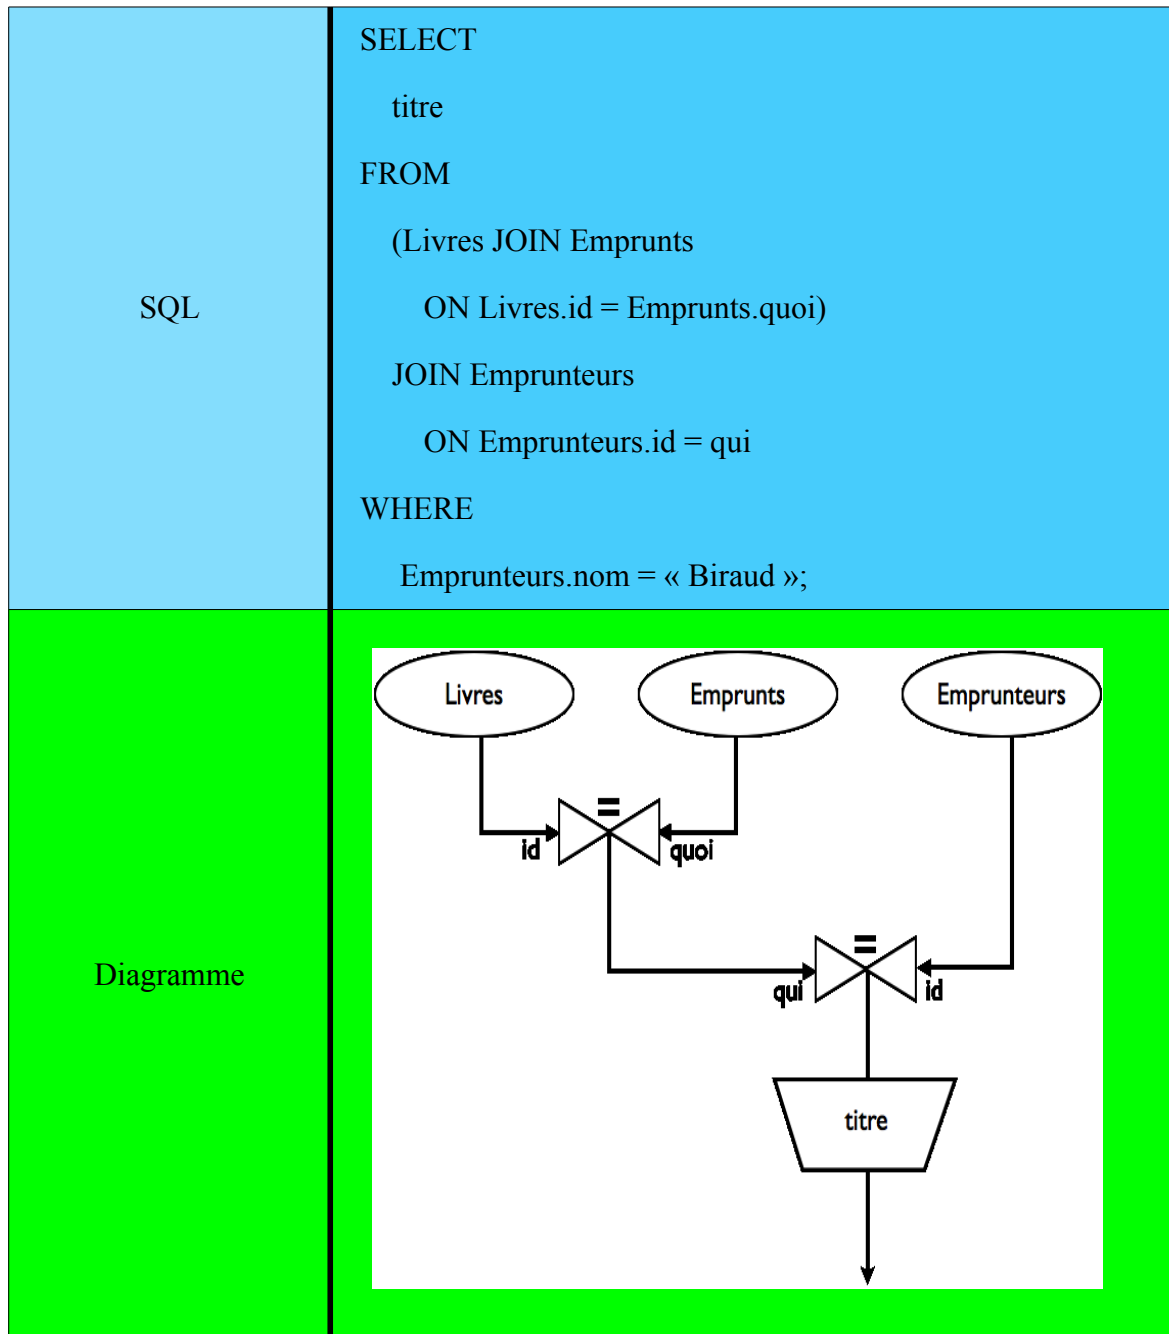 SQL
SELECT
titre
FROM
(Livres JOIN Emprunts
ON Livres.id = Emprunts.quoi)
JOIN Emprunteurs
ON Emprunteurs.id = qui
WHERE
Emprunteurs.nom = « Biraud »;
Diagramme
Livres
Emprunts
Emprunteurs
=
id
quoi
=
qui
id
titre